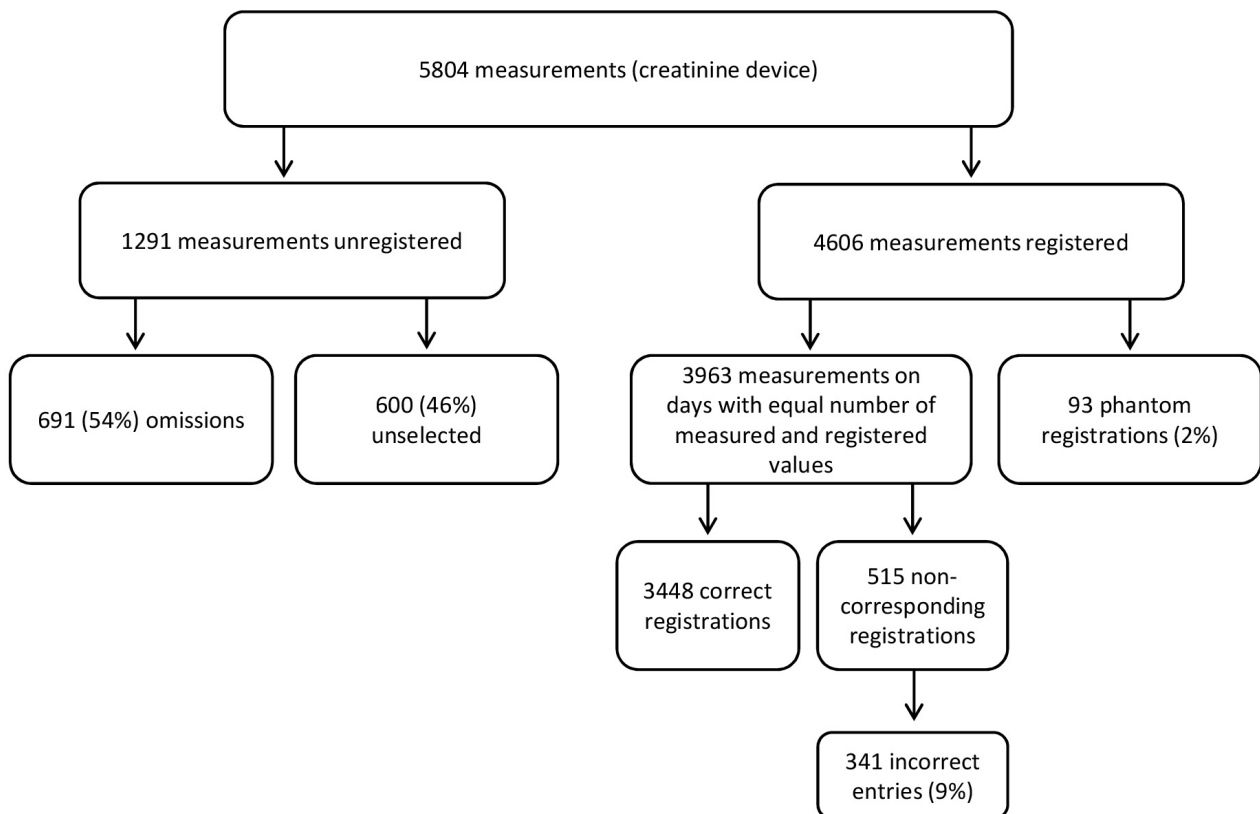 5804 measurements (creatinine device)
1291 measurements unregistered
4606 measurements registered
691 (54%) omissions
600 (46%)
unselected
3963 measurements on
days with equal number of
measured and registered
values
93 phantom
registrations (2%)
3448 correct
registrations
515 non-
corresponding
registrations
341 incorrect
entries (9%)